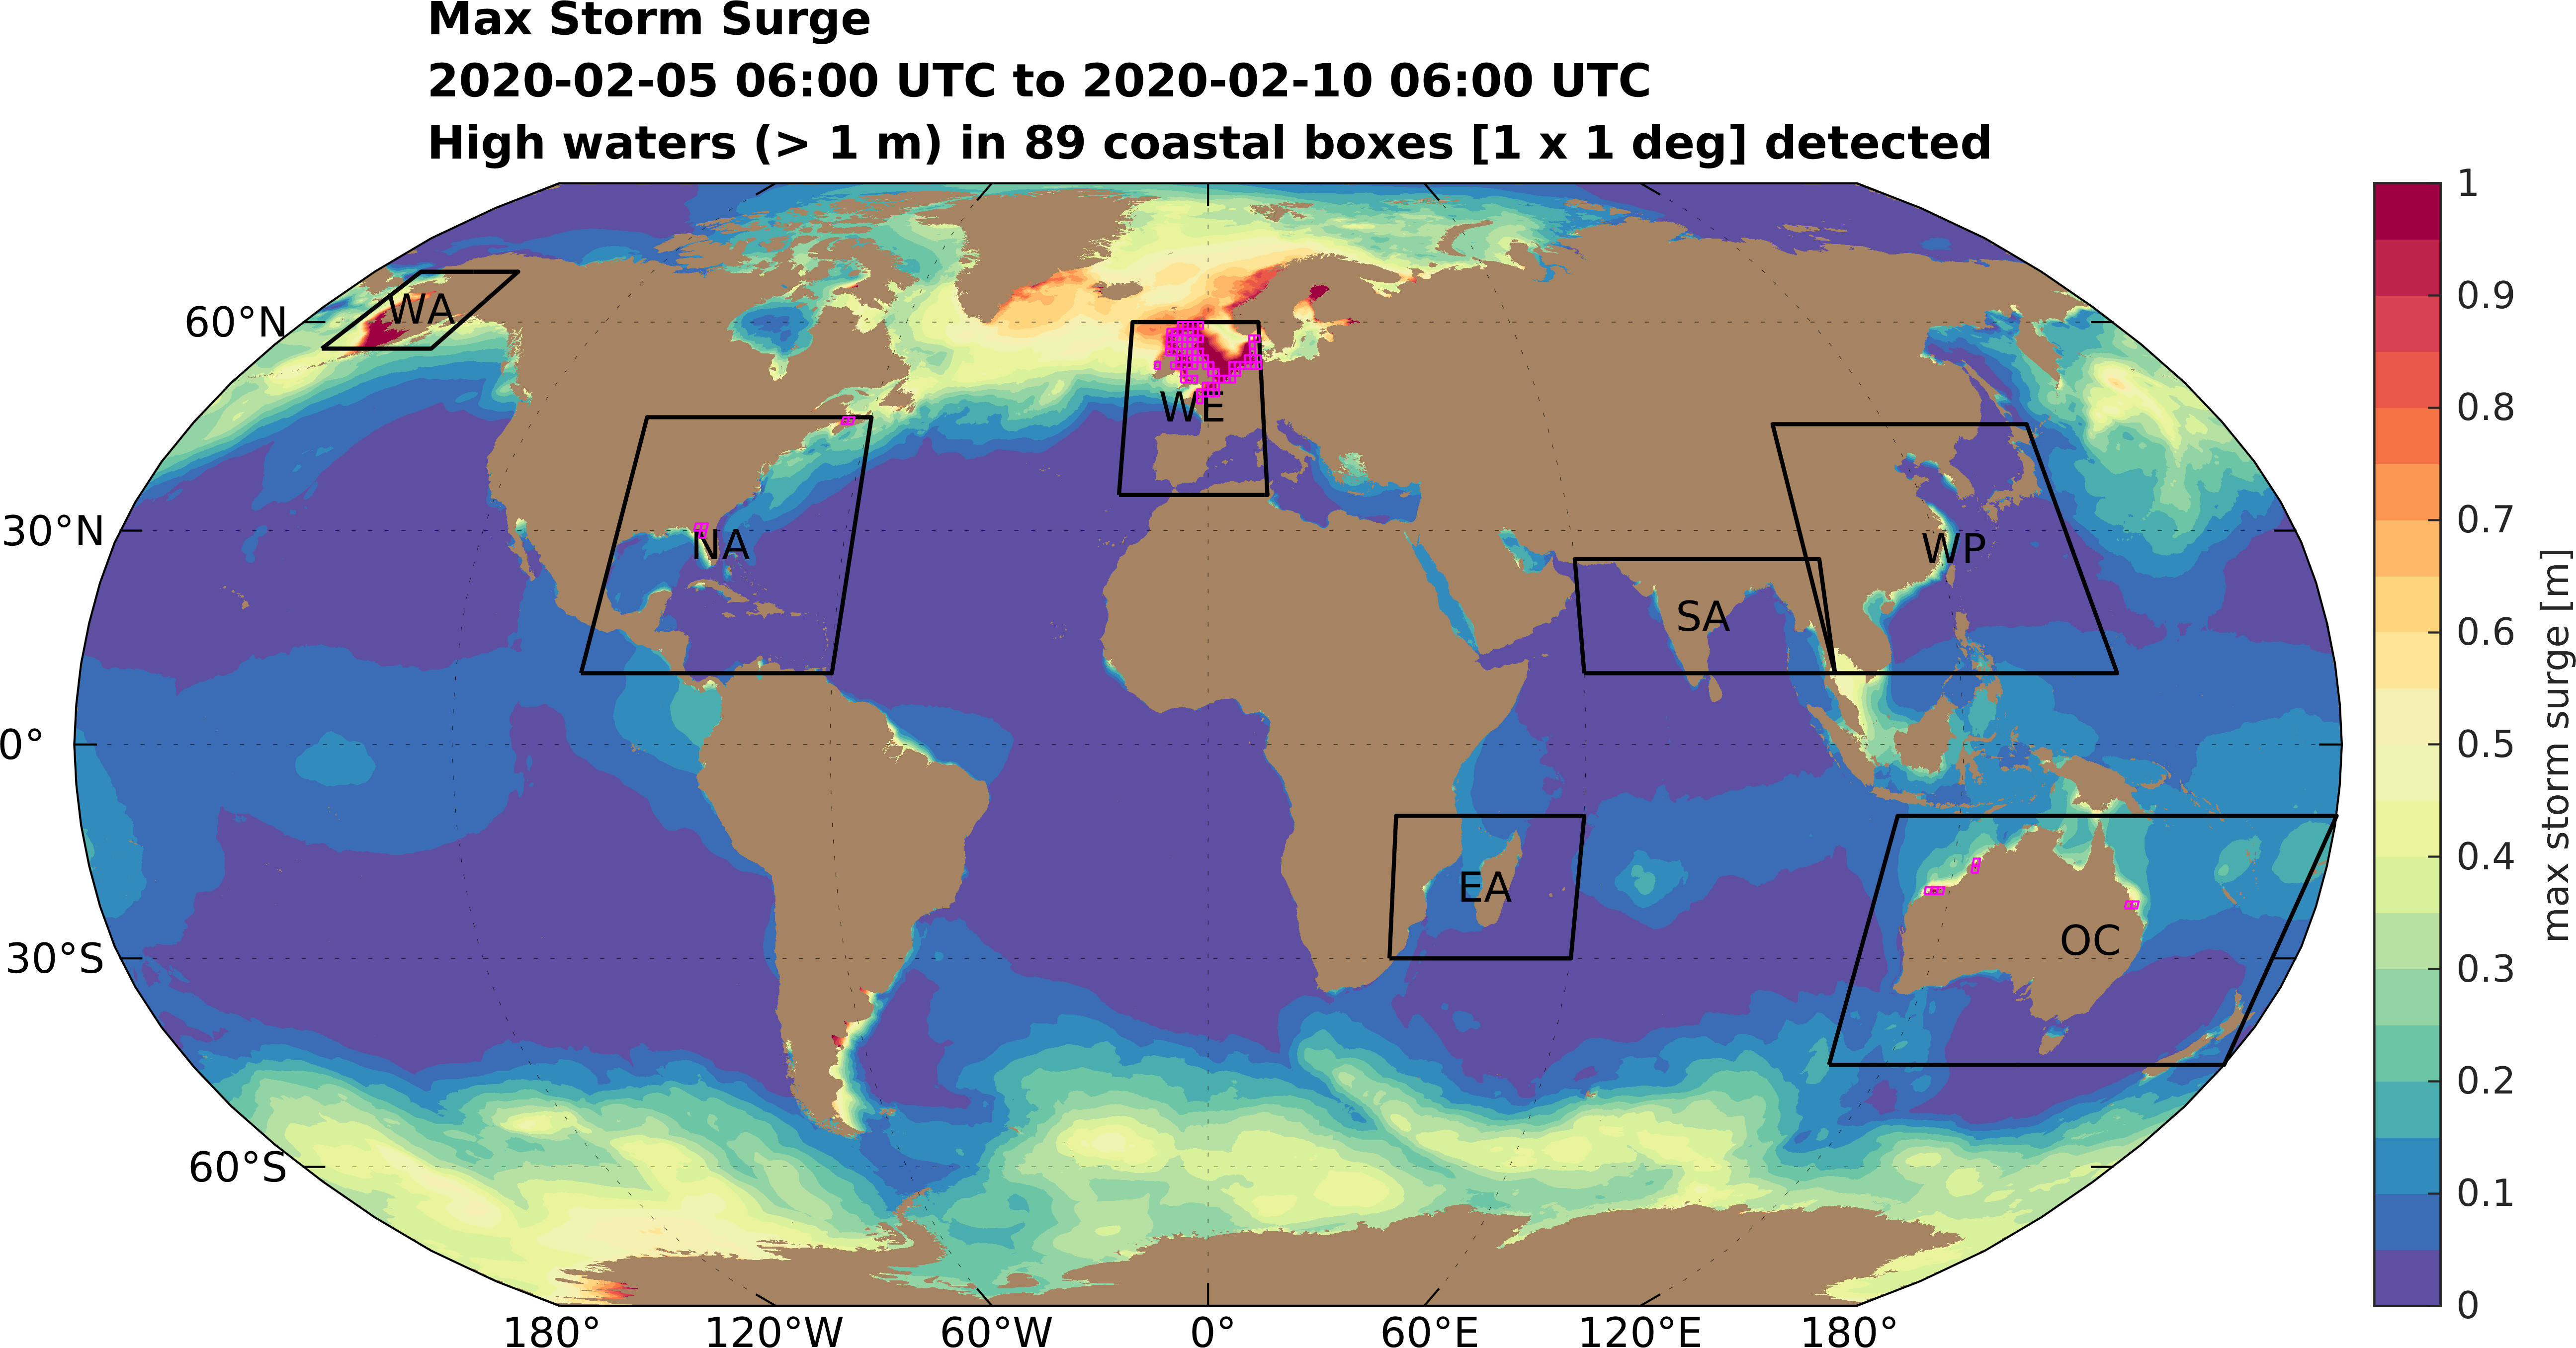 Max Storm Surge
2020-02-05 06:00 UTC to 2020-02-10 06:00 UTC
High waters (> 1 m) in 89 coastal boxes [1 x 1 deg] detected
60°N
30°N
0°
30°S
60°S
WA
WE
NA
WP
SA
EA
OC
180°
120°W
60°W
0°
60°E
120°E
180°
1
0.9
0.8
0.7
0.6
0.5
0.4
0.3
0.2
0.1
0
max storm surge [m]